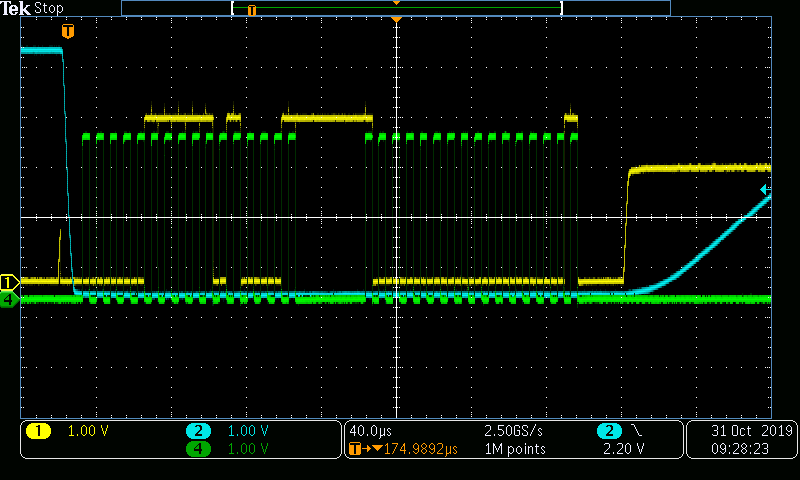 Tek Stop
T
T
1
4
1 1.00 V
2 1.00 V
4 1.00 V
40.0µs 2.50GS/s
T→▼174.9892µs 1M points
2 \ 
2.20 V
31 Oct 2019
09:28:23